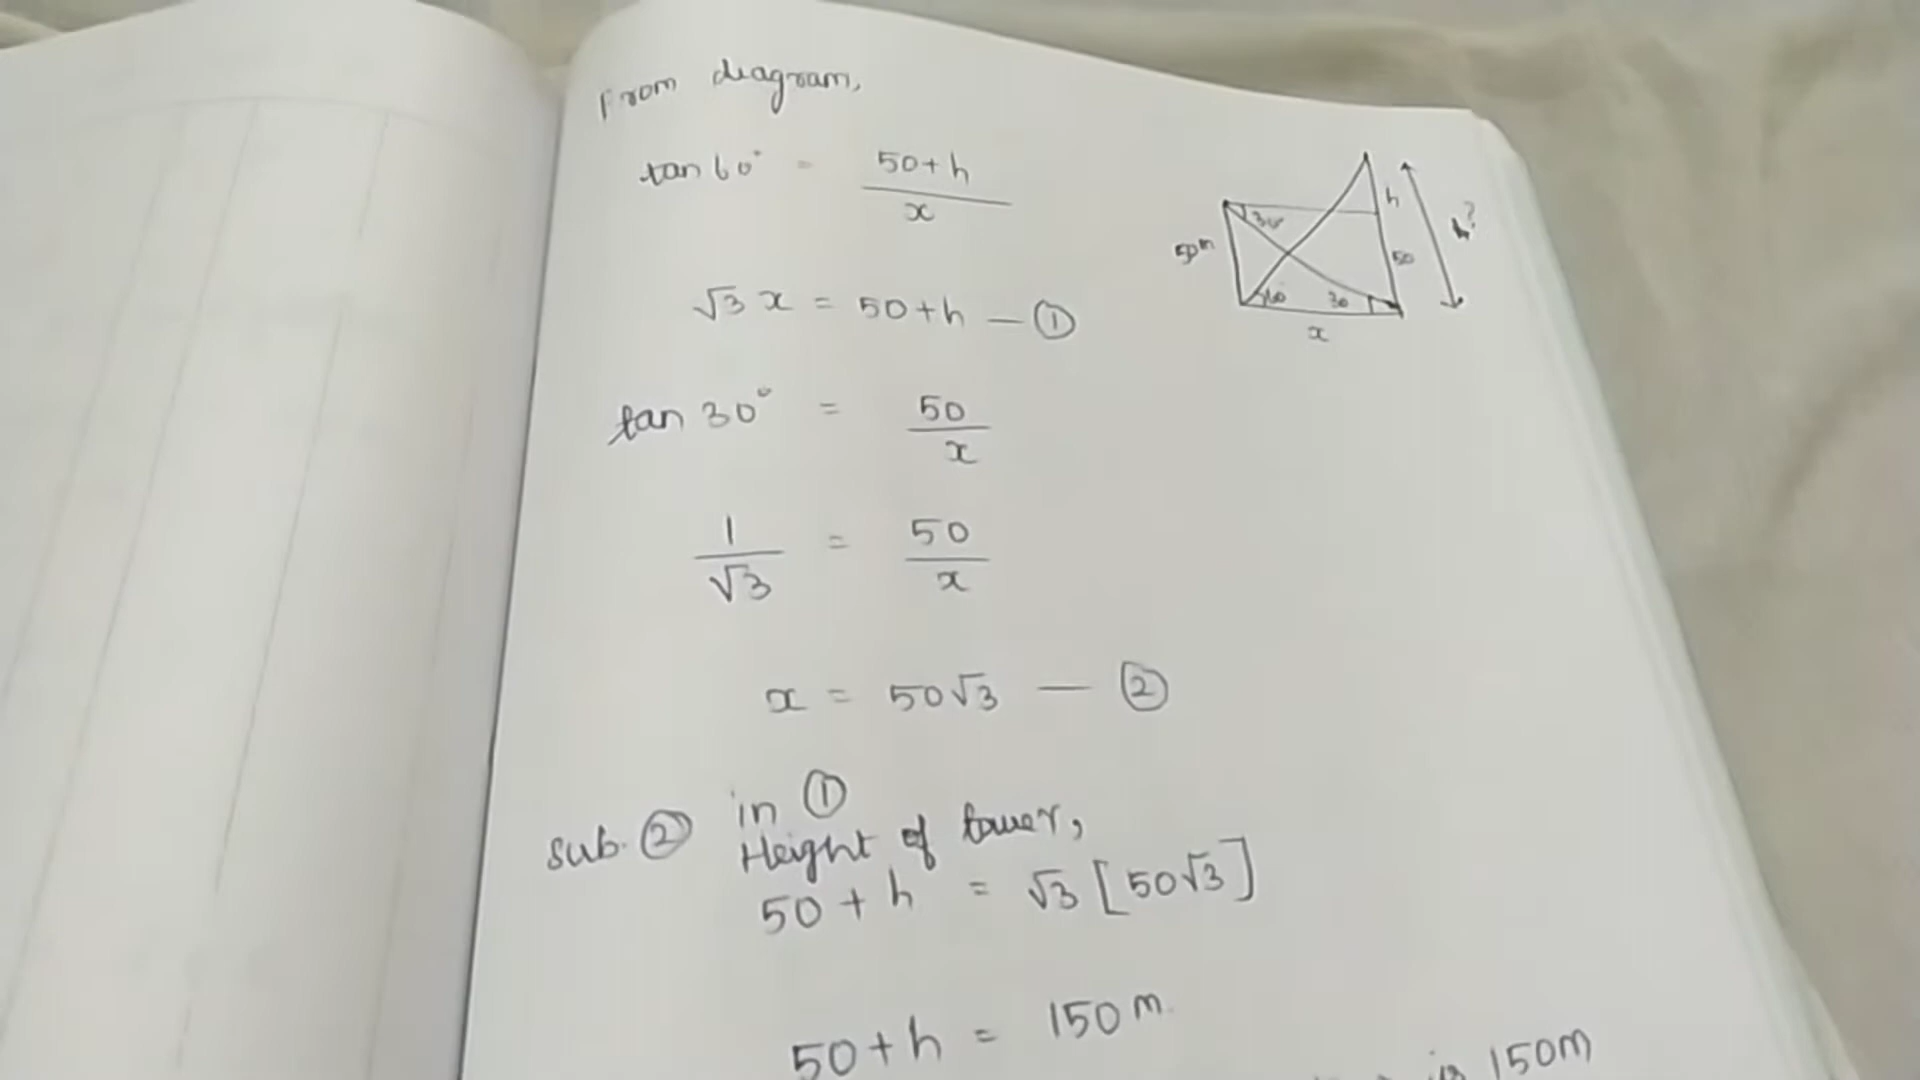 From diagram,
tan 60° = 50+h / x
√3 x = 50+h — ①
tan 30° = 50 / x
1 / √3 = 50 / x
x = 50√3 — ②
sub. ② in ①
Height of tower,
50 + h = √3 [50√3]
50 + h = 150 m.
is 150m
50m
30°
h
50
h?
60
30
x